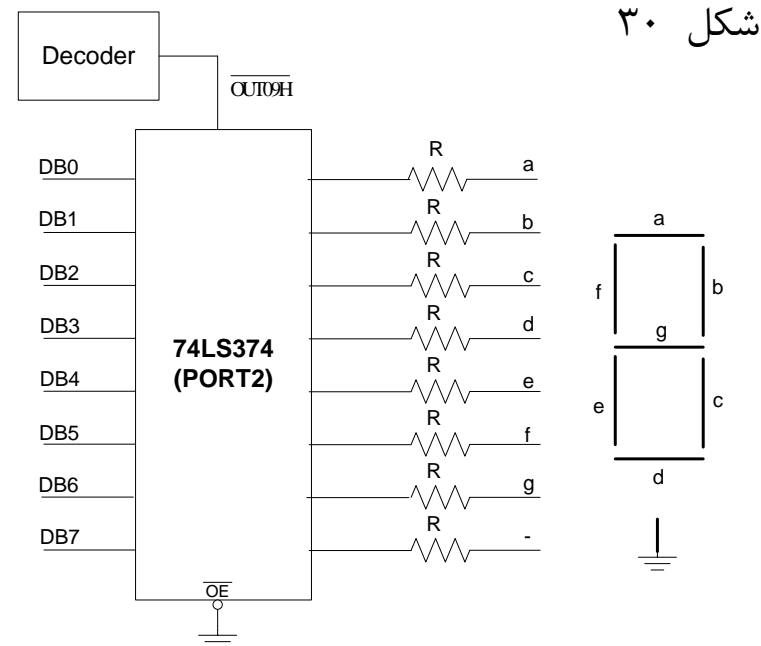 شکل ۳۰
Decoder
OUT09H
DB0
R
a
DB1
R
b
DB2
R
c
DB3
R
d
DB4
R
e
DB5
R
f
DB6
R
g
DB7
R
-
74LS374
(PORT2)
OE
a
f
b
g
e
c
d